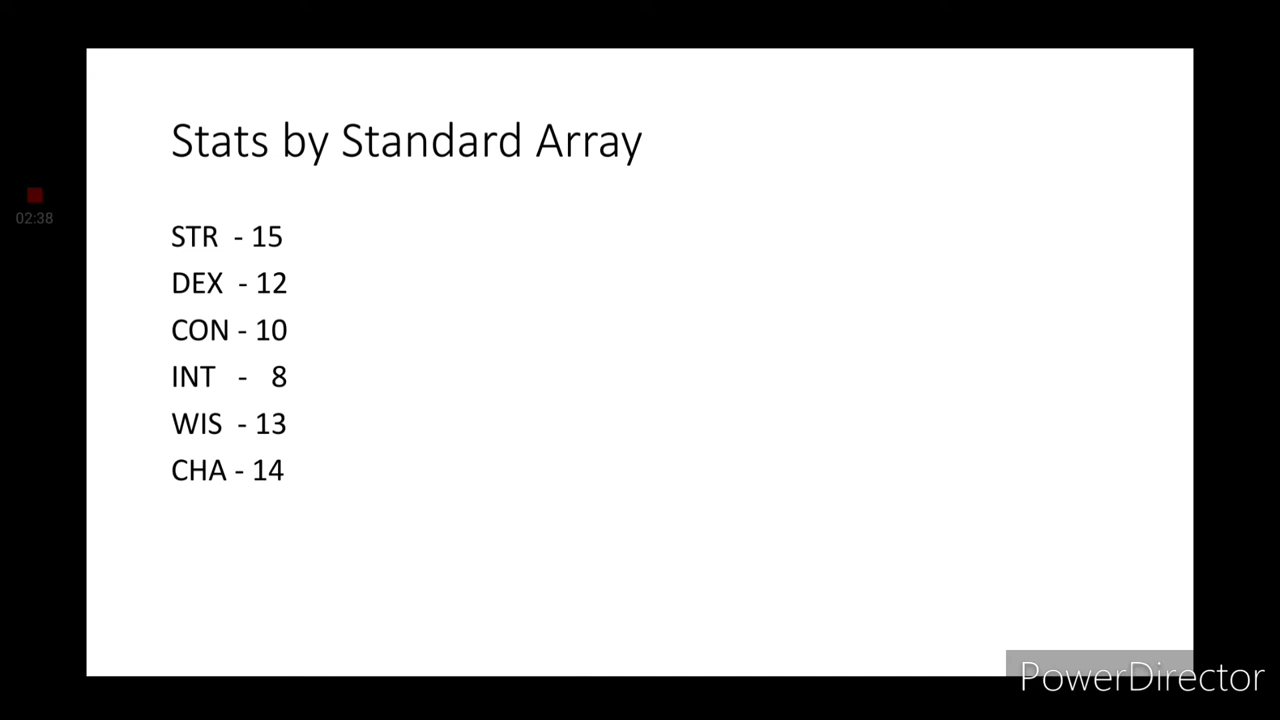 Stats by Standard Array
02:38
STR - 15
DEX - 12
CON - 10
INT - 8
WIS - 13
CHA - 14
PowerDirector